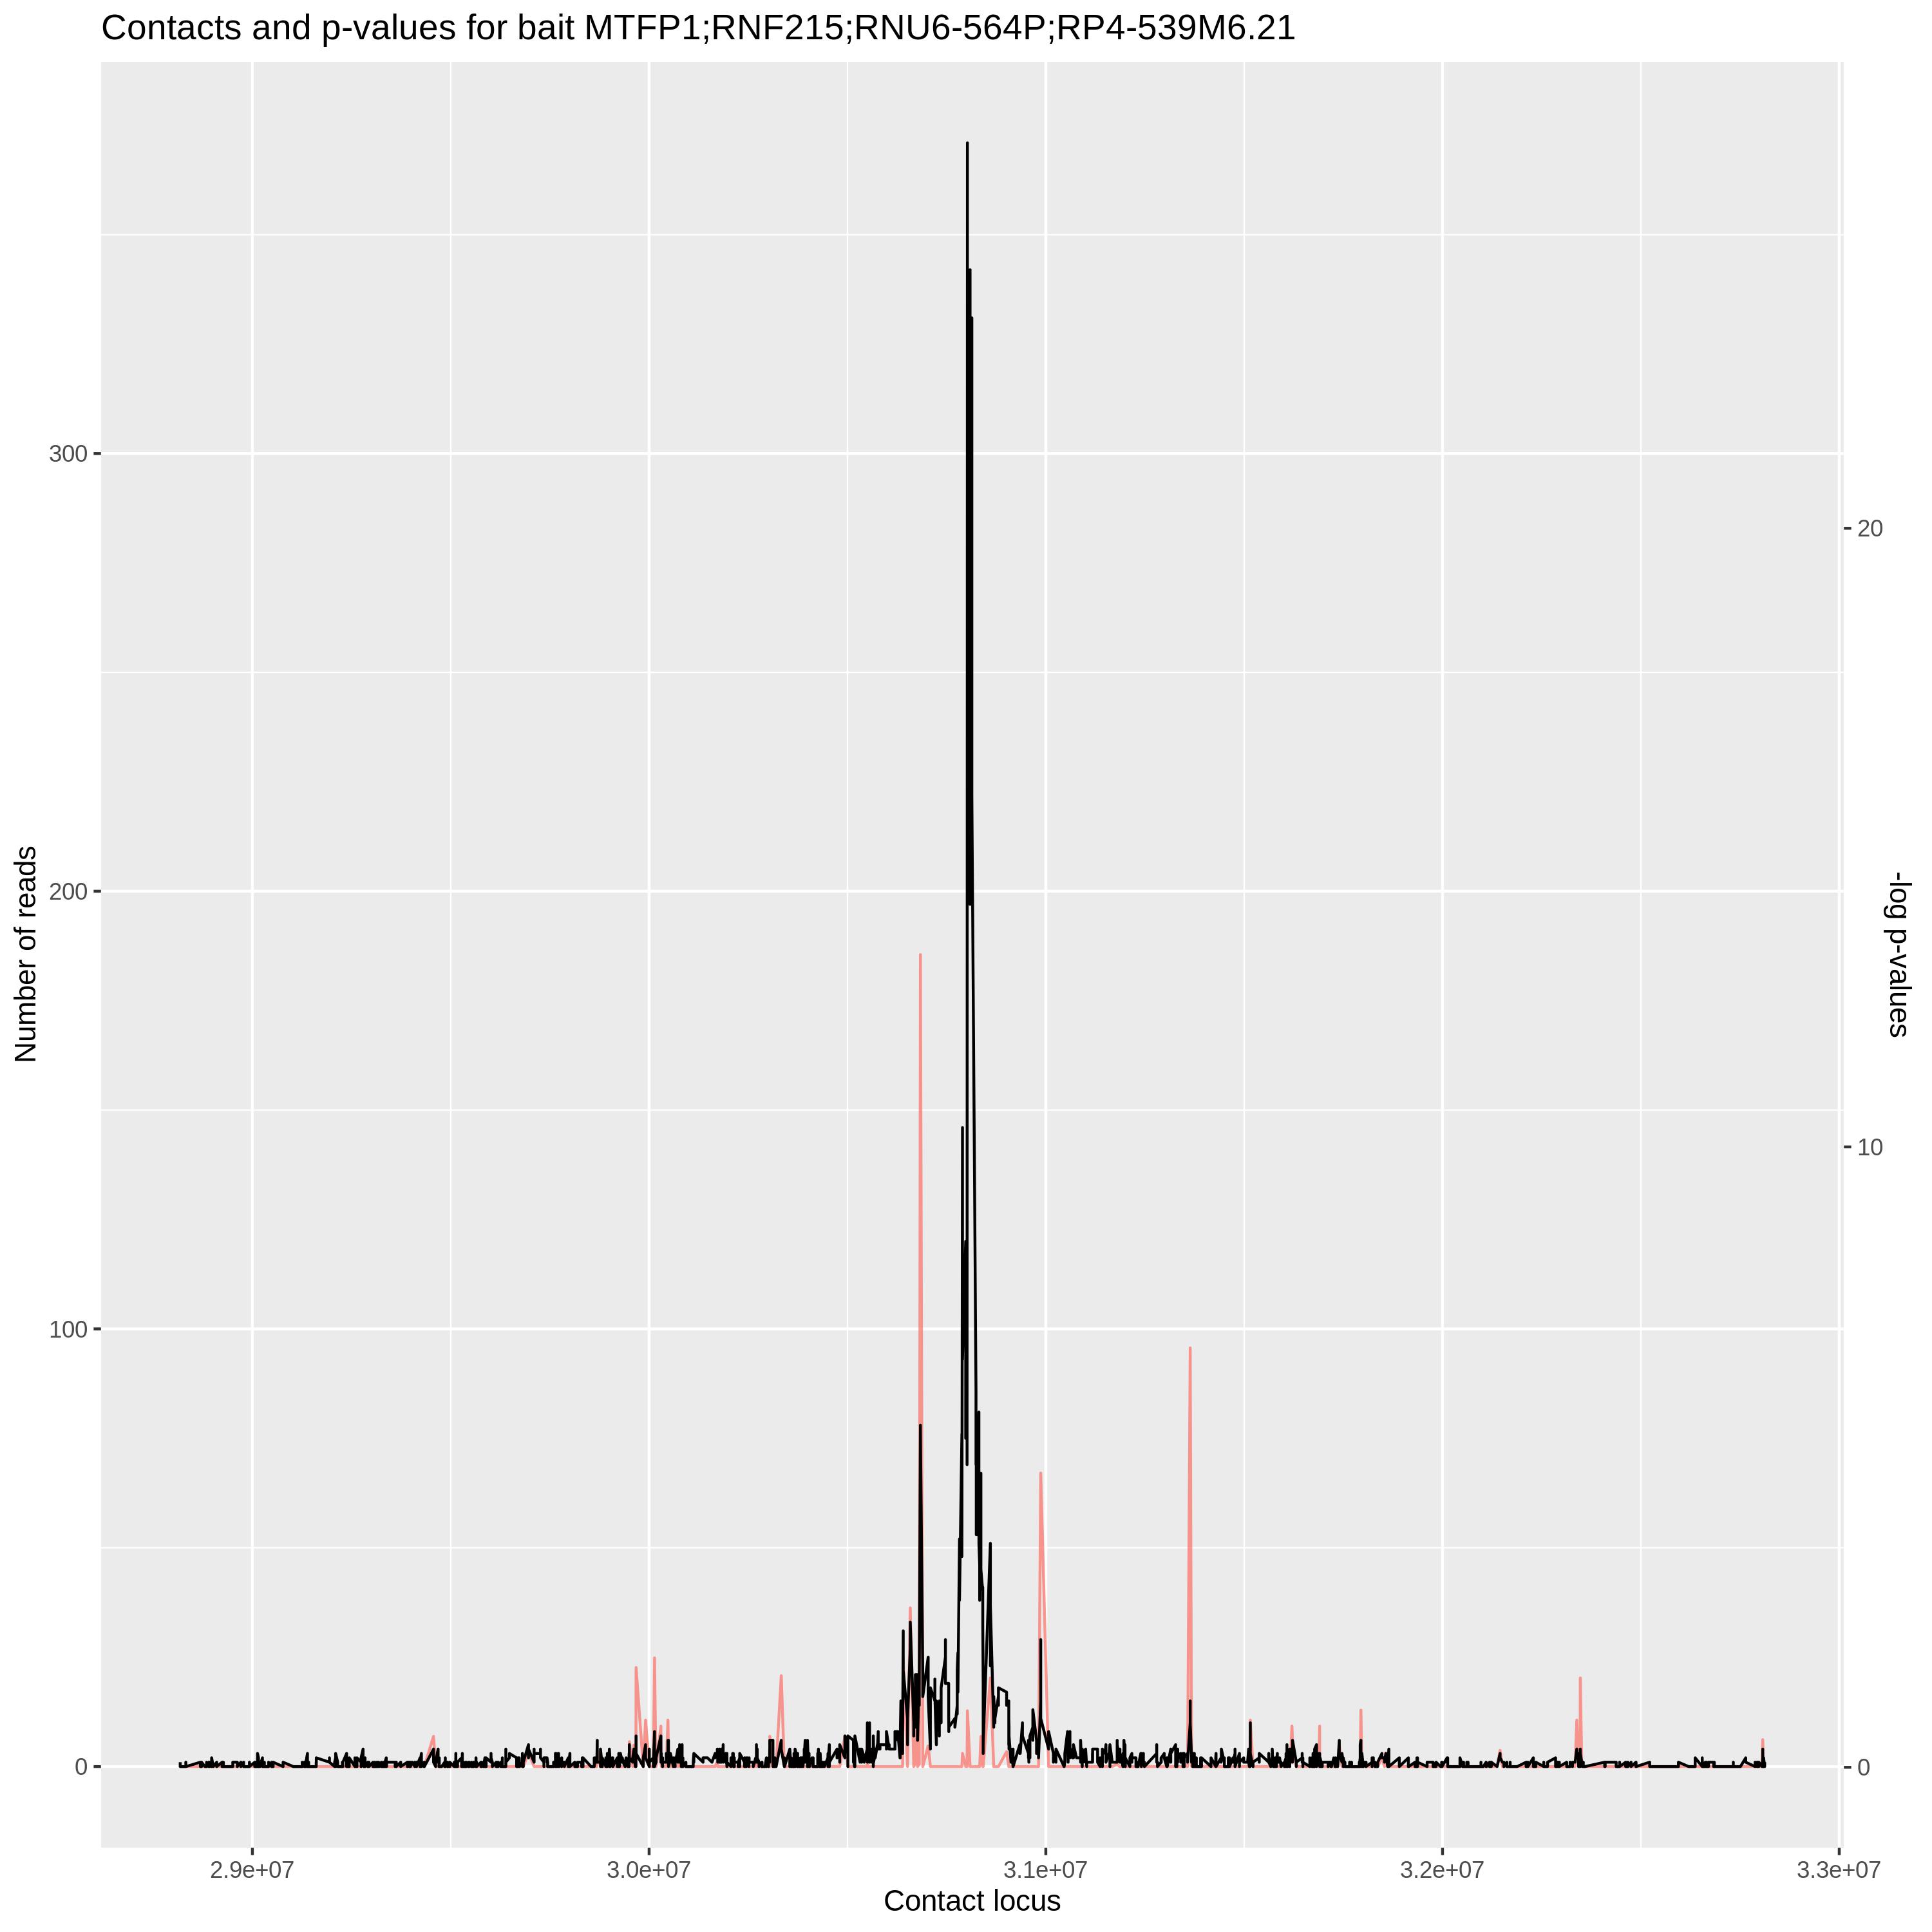 Contacts and p-values for bait MTFP1;RNF215;RNU6-564P;RP4-539M6.21
Number of reads
300
200
100
0
20
10
0
-log p-values
2.9e+07 3.0e+07 3.1e+07 3.2e+07 3.3e+07
Contact locus